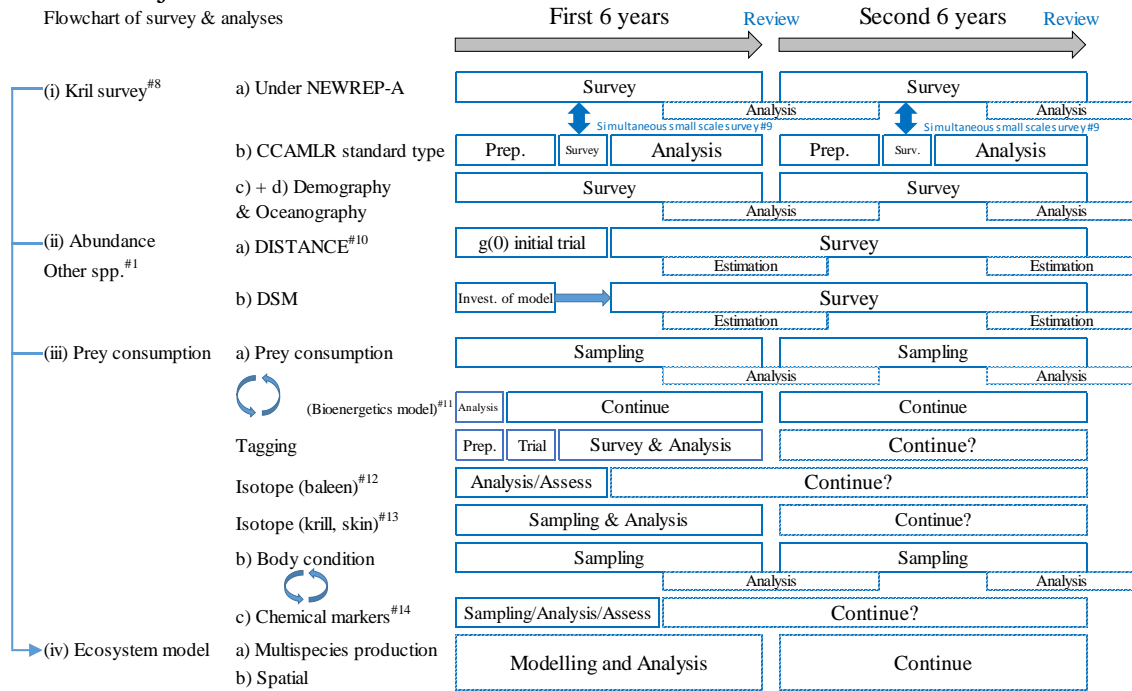 Flowchart of survey & analyses
First 6 years
Review
Second 6 years
Review
(i) Kril survey#8
a) Under NEWREP-A
Survey
Survey
Analysis
Analysis
Simultaneous small scale survey#9
Simultaneous small scale survey#9
b) CCAMLR standard type
Prep.
Survey
Analysis
Prep.
Surv.
Analysis
c) + d) Demography
& Oceanography
Survey
Survey
Analysis
Analysis
(ii) Abundance
Other spp.#1
a) DISTANCE#10
g(0) initial trial
Survey
Estimation
Estimation
b) DSM
Invest. of model
Survey
Estimation
Estimation
(iii) Prey consumption
a) Prey consumption
Sampling
Sampling
Analysis
Analysis
(Bioenergetics model)#11
Analysis
Continue
Continue
Tagging
Prep.
Trial
Survey & Analysis
Continue?
Isotope (baleen)#12
Analysis/Assess
Continue?
Isotope (krill, skin)#13
Sampling & Analysis
Continue?
b) Body condition
Sampling
Sampling
Analysis
Analysis
c) Chemical markers#14
Sampling/Analysis/Assess
Continue?
(iv) Ecosystem model
a) Multispecies production
b) Spatial
Modelling and Analysis
Continue